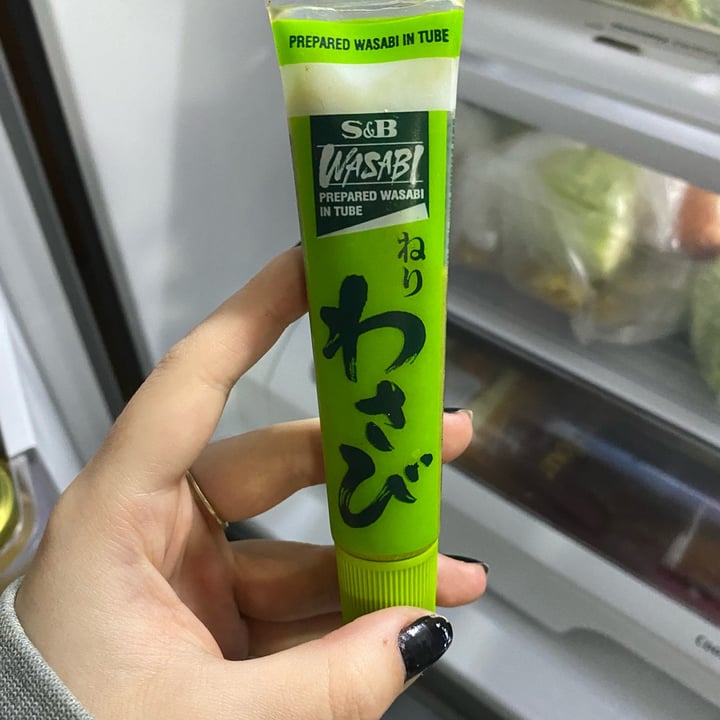 PREPARED WASABI IN TUBE
S&B
WASABI
PREPARED WASABI
IN TUBE
ねり
わさび